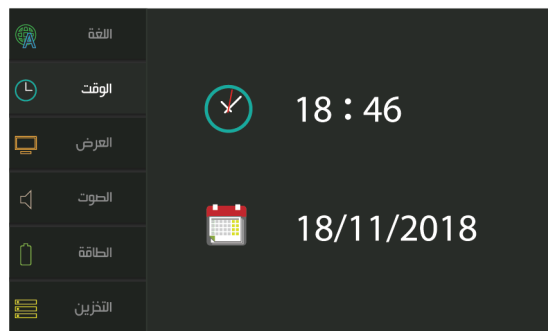 اللغة
الوقت
العرض
الصوت
الطاقة
التخزين
18 : 46
18/11/2018